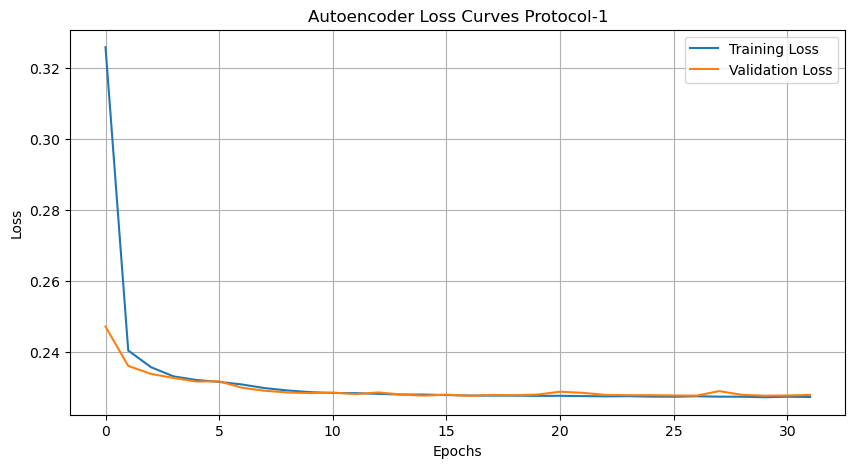 Autoencoder Loss Curves Protocol-1
Training Loss
Validation Loss
0.32
0.30
0.28
0.26
0.24
Loss
0 5 10 15 20 25 30
Epochs